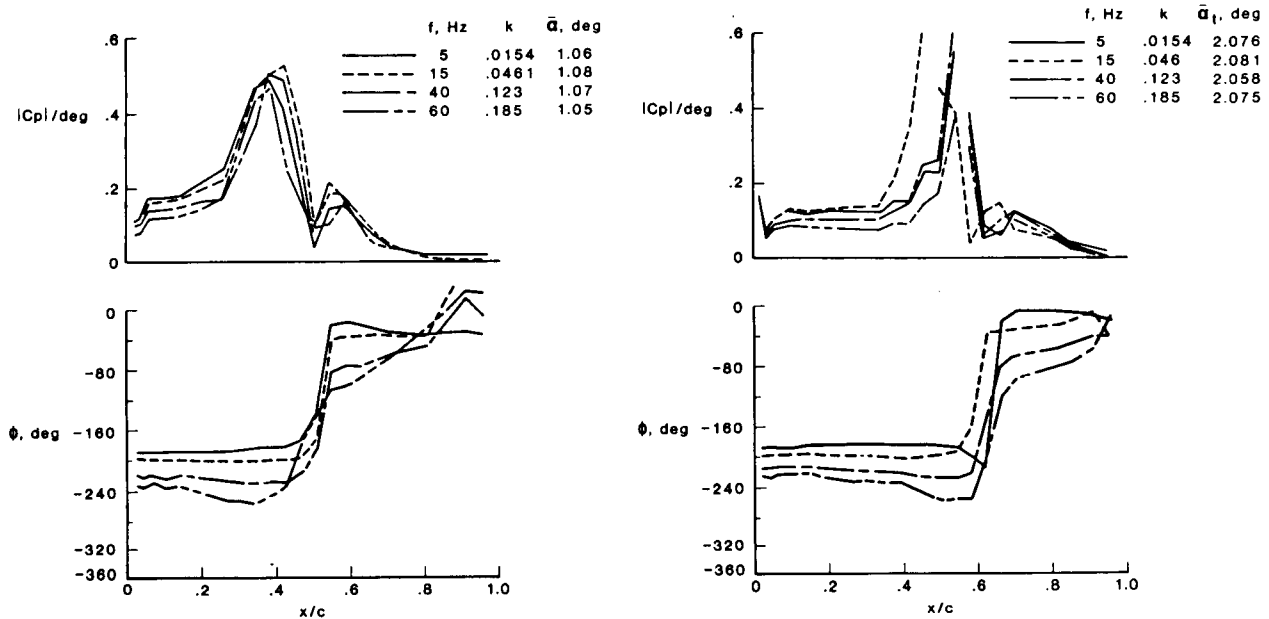 f, Hz k ᾱ, deg
5 .0154 1.06
15 .0461 1.08
40 .123 1.07
60 .185 1.05
.6
.4
.2
0
|Cp|/deg
0
-80
-160
-240
-320
-360
ϕ, deg
0 .2 .4 .6 .8 1.0
x/c
f, Hz k ᾱt, deg
5 .0154 2.076
15 .046 2.081
40 .123 2.058
60 .185 2.075
.6
.4
.2
0
|Cp|/deg
0
-80
-160
-240
-320
-360
ϕ, deg
0 .2 .4 .6 .8 1.0
x/c